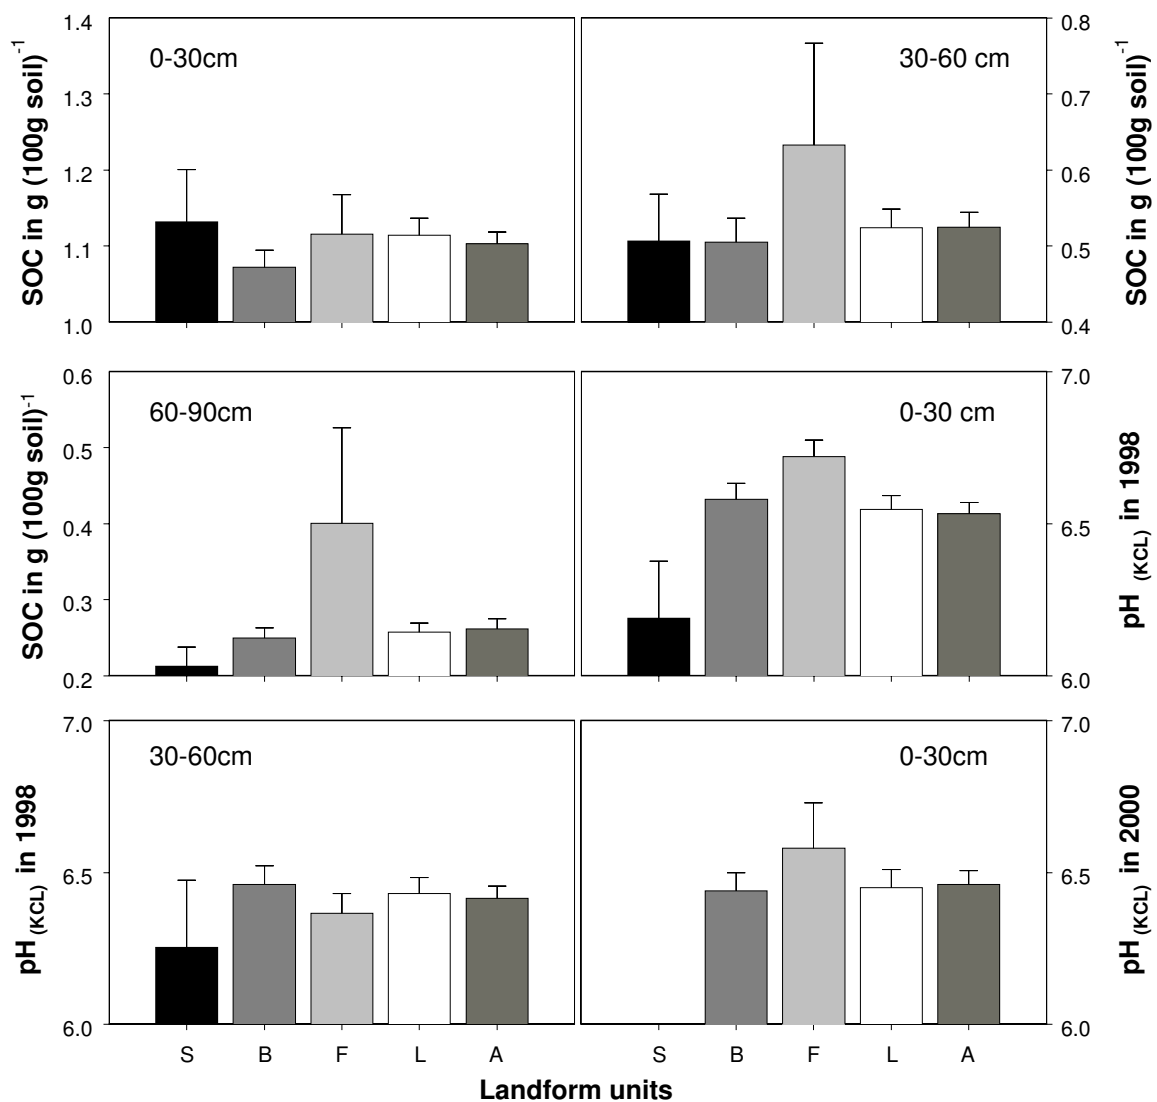 SOC in g (100g soil)⁻¹
1.4
1.3
1.2
1.1
1.0
0-30cm
30-60 cm
0.8
0.7
0.6
0.5
0.4
SOC in g (100g soil)⁻¹
SOC in g (100g soil)⁻¹
0.6
0.5
0.4
0.3
0.2
60-90cm
0-30 cm
7.0
6.5
6.0
pH (KCL) in 1998
pH (KCL) in 1998
7.0
6.5
6.0
30-60cm
0-30cm
7.0
6.5
6.0
pH (KCL) in 2000
S B F L A
S B F L A
Landform units